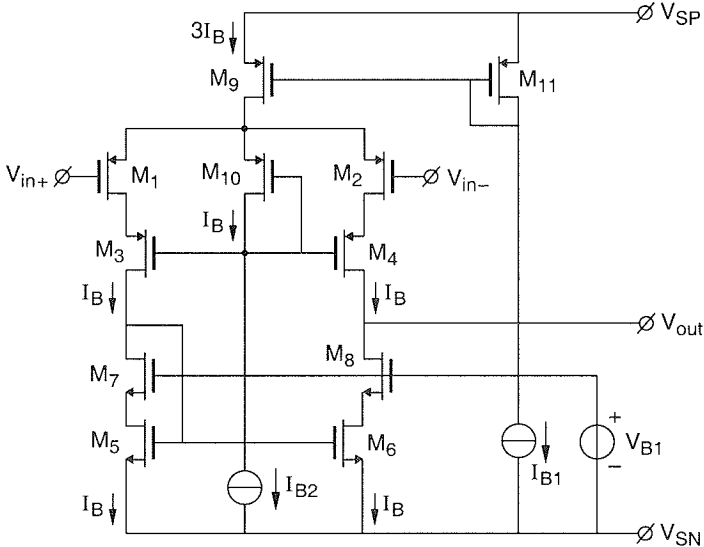 V_SP
3I_B
M_9
M_11
V_in+
M_1
M_10
M_2
V_in−
I_B
M_3
M_4
I_B
I_B
V_out
M_7
M_8
M_5
M_6
+
V_B1
−
I_B1
I_B
I_B2
I_B
V_SN